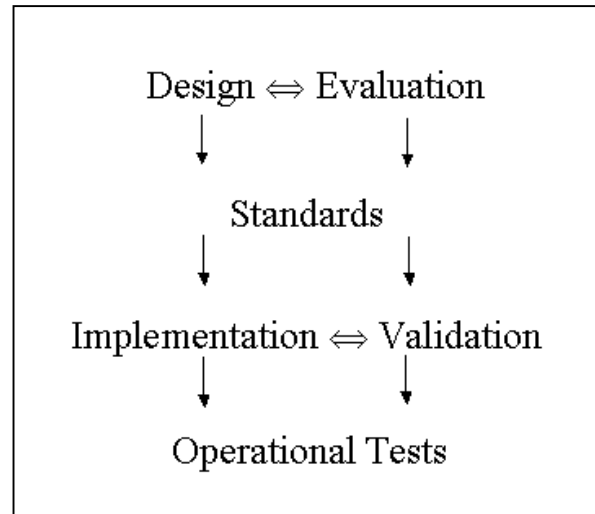 Design ⇔ Evaluation
Standards
Implementation ⇔ Validation
Operational Tests